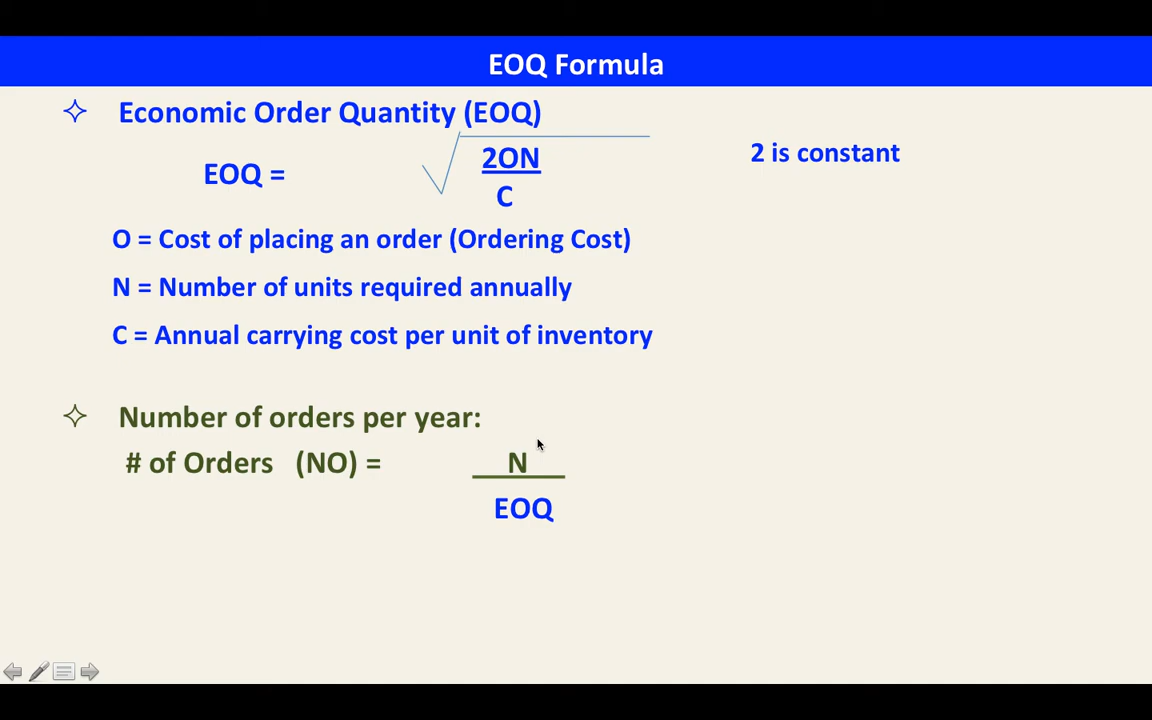 EOQ Formula
Economic Order Quantity (EOQ)
EOQ = √ 2ON
C
2 is constant
O = Cost of placing an order (Ordering Cost)
N = Number of units required annually
C = Annual carrying cost per unit of inventory
Number of orders per year:
# of Orders (NO) = N
EOQ